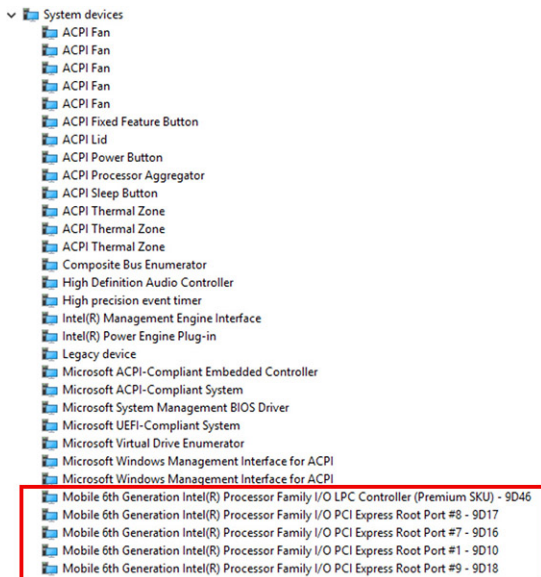 System devices
ACPI Fan
ACPI Fan
ACPI Fan
ACPI Fan
ACPI Fan
ACPI Fixed Feature Button
ACPI Lid
ACPI Power Button
ACPI Processor Aggregator
ACPI Sleep Button
ACPI Thermal Zone
ACPI Thermal Zone
ACPI Thermal Zone
Composite Bus Enumerator
High Definition Audio Controller
High precision event timer
Intel(R) Management Engine Interface
Intel(R) Power Engine Plug-in
Legacy device
Microsoft ACPI-Compliant Embedded Controller
Microsoft ACPI-Compliant System
Microsoft System Management BIOS Driver
Microsoft UEFI-Compliant System
Microsoft Virtual Drive Enumerator
Microsoft Windows Management Interface for ACPI
Microsoft Windows Management Interface for ACPI
Mobile 6th Generation Intel(R) Processor Family I/O LPC Controller (Premium SKU) - 9D46
Mobile 6th Generation Intel(R) Processor Family I/O PCI Express Root Port #8 - 9D17
Mobile 6th Generation Intel(R) Processor Family I/O PCI Express Root Port #7 - 9D16
Mobile 6th Generation Intel(R) Processor Family I/O PCI Express Root Port #1 - 9D10
Mobile 6th Generation Intel(R) Processor Family I/O PCI Express Root Port #9 - 9D18